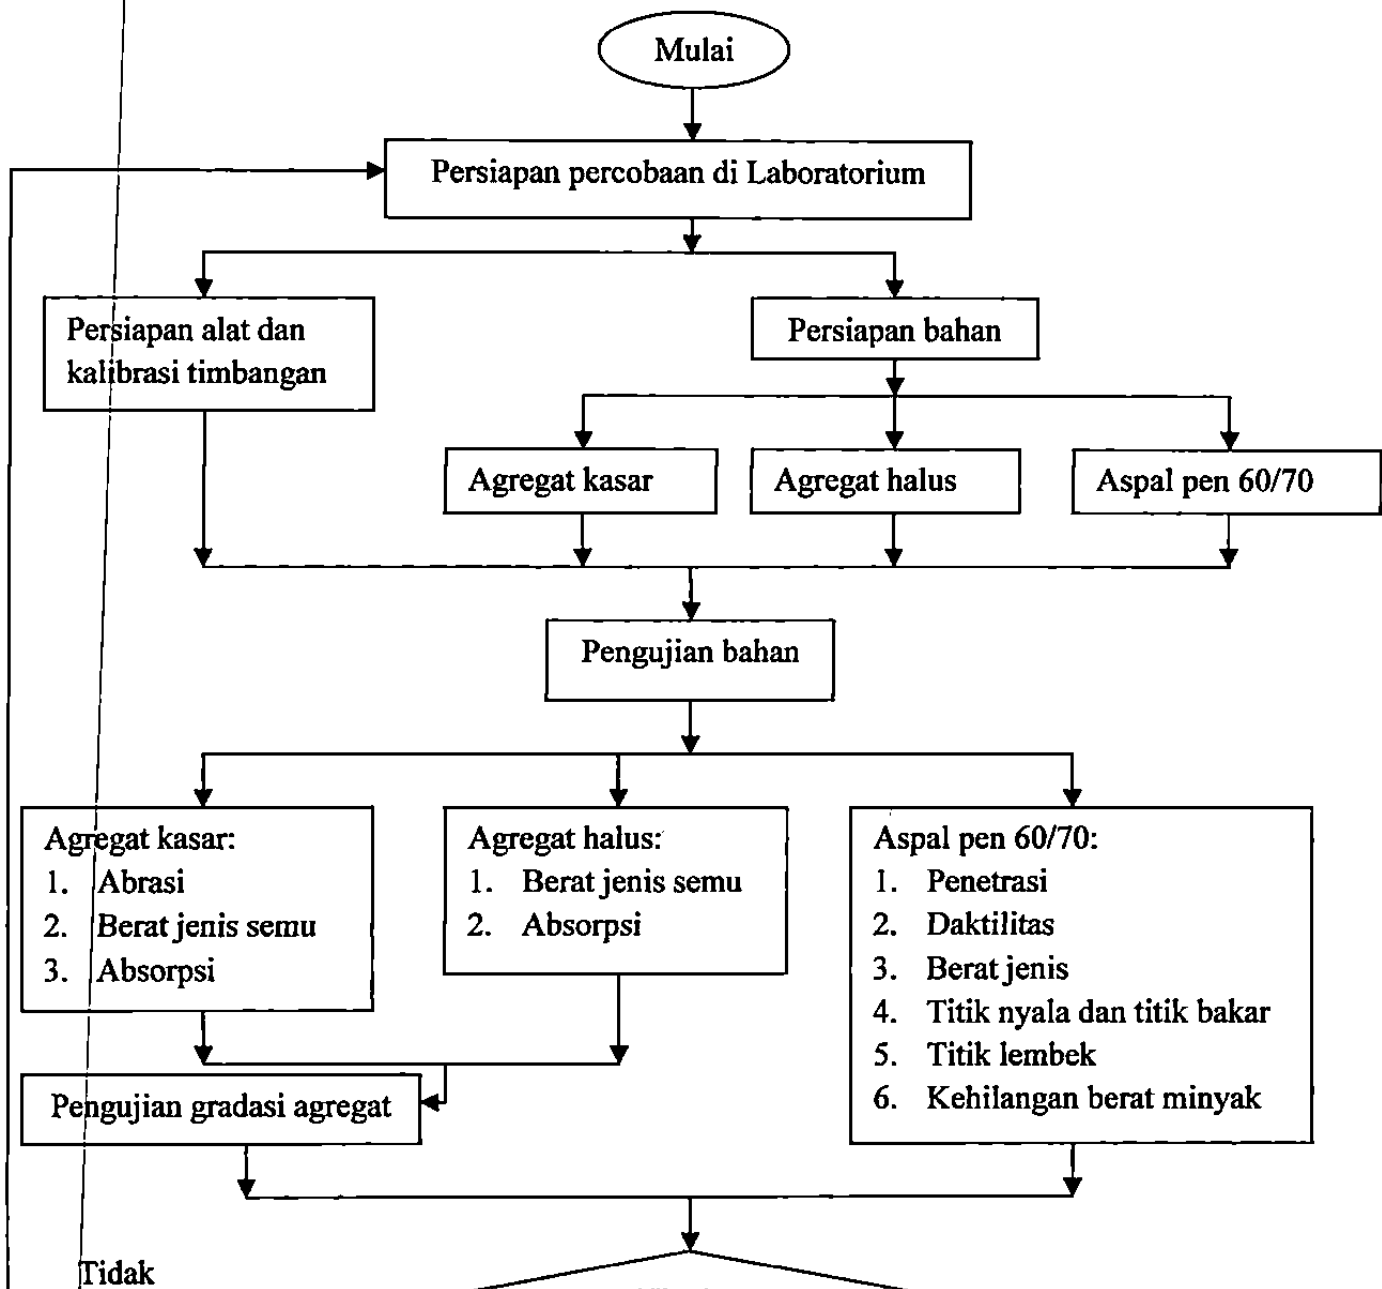 Mulai
Persiapan percobaan di Laboratorium
Persiapan alat dan
kalibrasi timbangan
Persiapan bahan
Agregat kasar
Agregat halus
Aspal pen 60/70
Pengujian bahan
Agregat kasar:
1. Abrasi
2. Berat jenis semu
3. Absorpsi
Agregat halus:
1. Berat jenis semu
2. Absorpsi
Aspal pen 60/70:
1. Penetrasi
2. Daktilitas
3. Berat jenis
4. Titik nyala dan titik bakar
5. Titik lembek
6. Kehilangan berat minyak
Pengujian gradasi agregat
Tidak